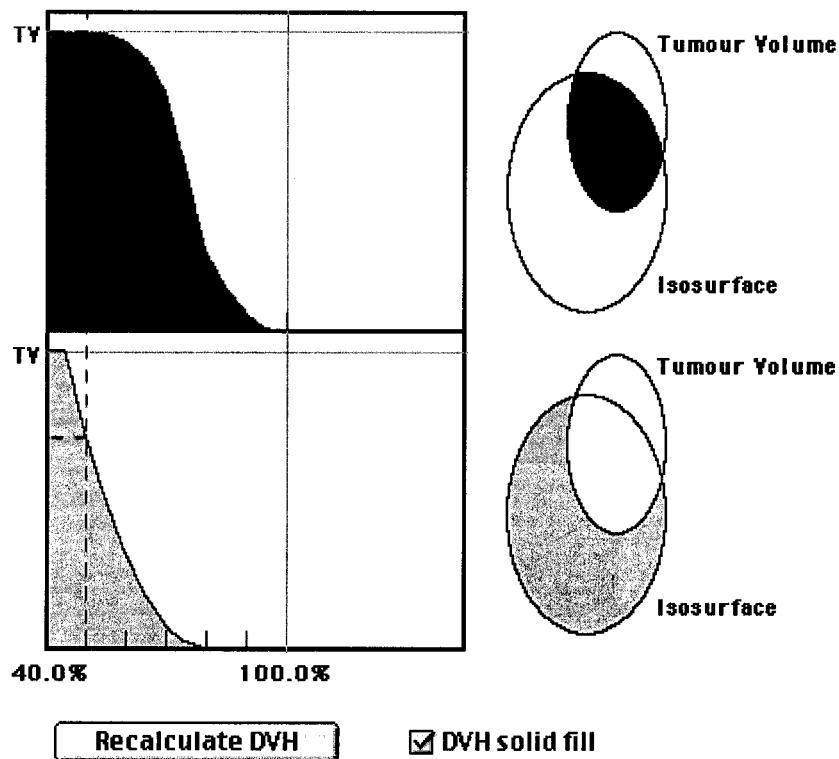 TV
Tumour Volume
Isosurface
TV
Tumour Volume
Isosurface
40.0% 100.0%
Recalculate DVH
DVH solid fill